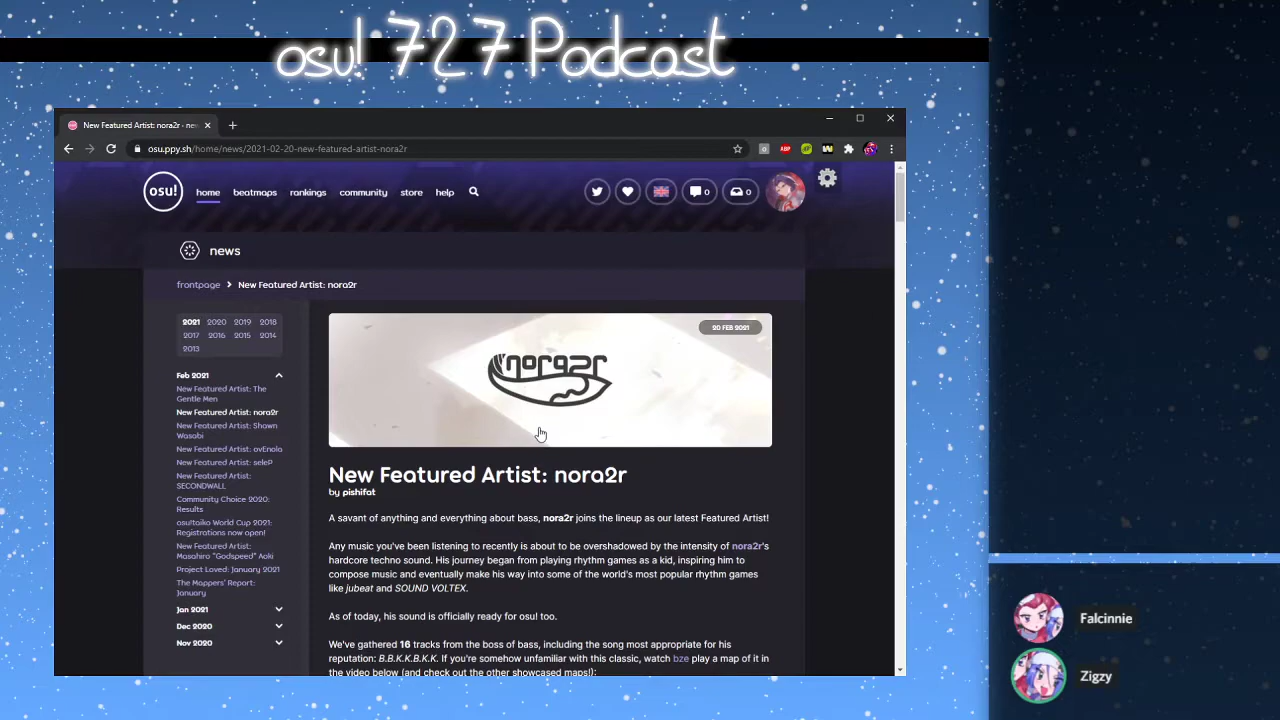 osu! 727 Podcast
New Featured Artist: nora2r · ne
osu.ppy.sh/home/news/2021-02-20-new-featured-artist-nora2r
ABP
osu!
home
beatmaps
rankings
community
store
help
0
0
news
frontpage
New Featured Artist: nora2r
2021 2020 2019 2018
2017 2016 2015 2014
2013
Feb 2021
New Featured Artist: The
Gentle Men
New Featured Artist: nora2r
New Featured Artist: Shawn
Wasabi
New Featured Artist: ovEnola
New Featured Artist: seleP
New Featured Artist:
SECONDWALL
Community Choice 2020:
Results
osu!taiko World Cup 2021:
Registrations now open!
New Featured Artist:
Masahiro "Godspeed" Aoki
Project Loved: January 2021
The Mappers' Report:
January
Jan 2021
Dec 2020
Nov 2020
20 FEB 2021
nora2r
New Featured Artist: nora2r
by pishifat
A savant of anything and everything about bass, nora2r joins the lineup as our latest Featured Artist!
Any music you've been listening to recently is about to be overshadowed by the intensity of nora2r's
hardcore techno sound. His journey began from playing rhythm games as a kid, inspiring him to
compose music and eventually make his way into some of the world's most popular rhythm games
like jubeat and SOUND VOLTEX.
As of today, his sound is officially ready for osu! too.
We've gathered 16 tracks from the boss of bass, including the song most appropriate for his
reputation: B.B.K.K.B.K.K. If you're somehow unfamiliar with this classic, watch bze play a map of it in
the video below (and check out the other showcased maps!):
Falcinnie
Zigzy